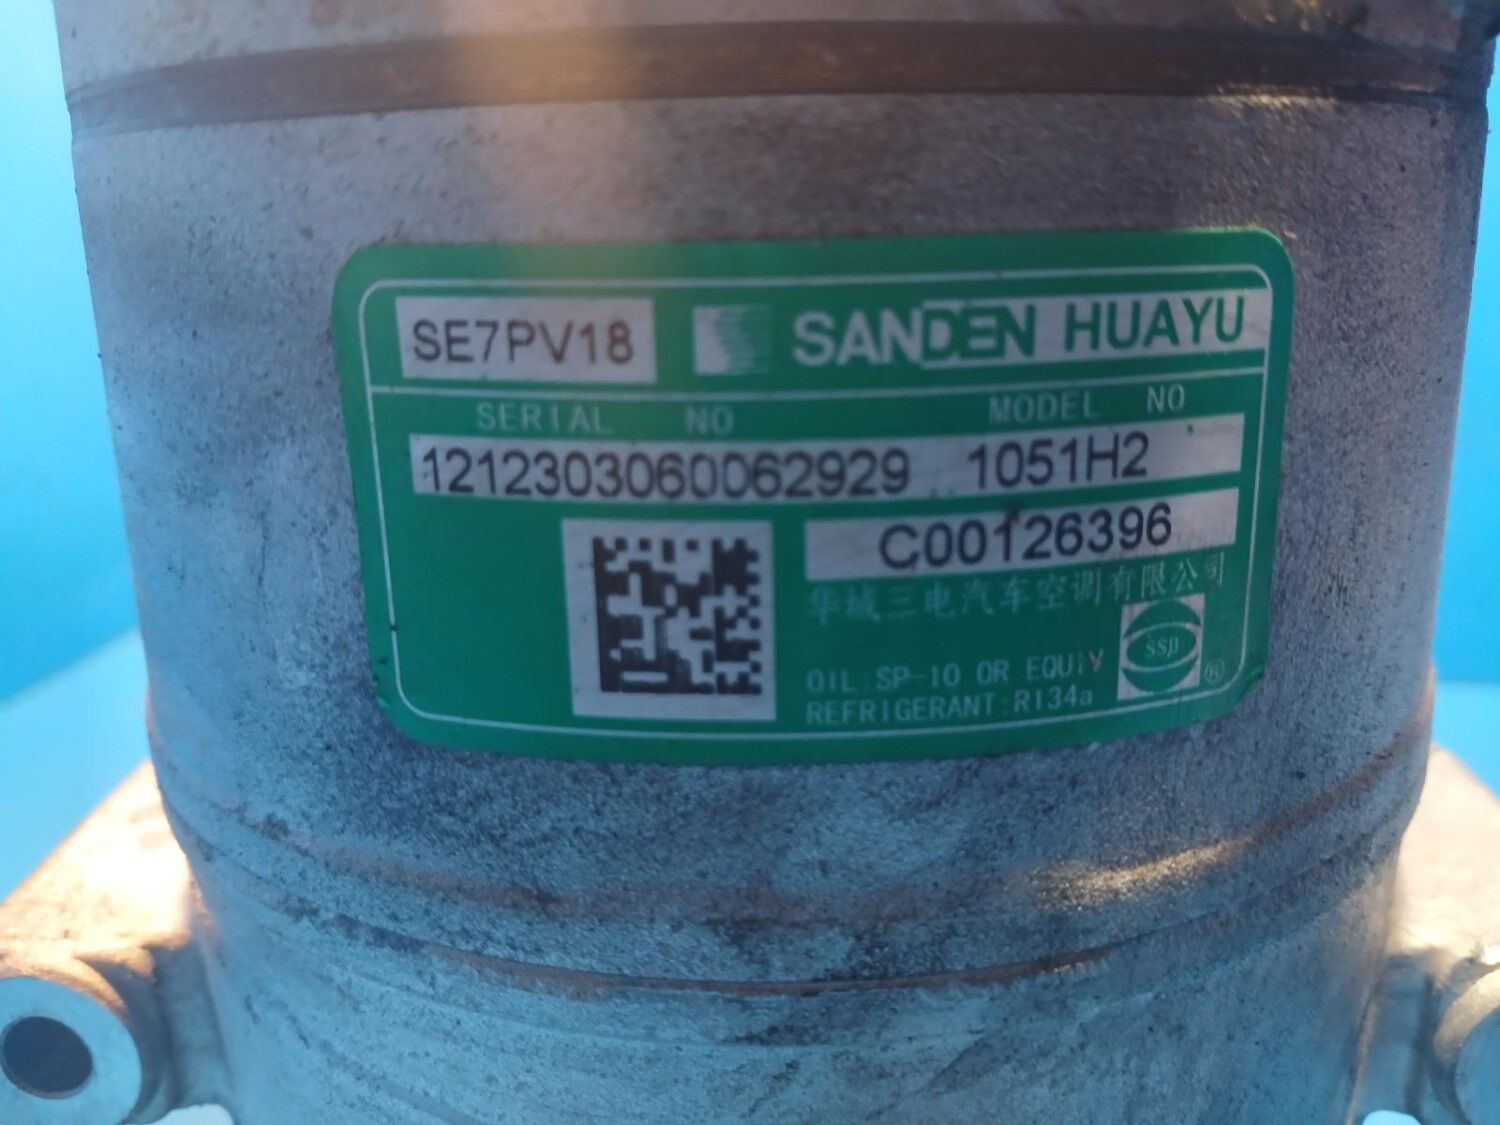 SE7PV18 SANDEN HUAYU
SERIAL NO MODEL NO
1212303060062929 1051H2
C00126396
华域三电汽车空调有限公司
OIL:SP-10 OR EQUIV
REFRIGERANT:R134a
SSB ®